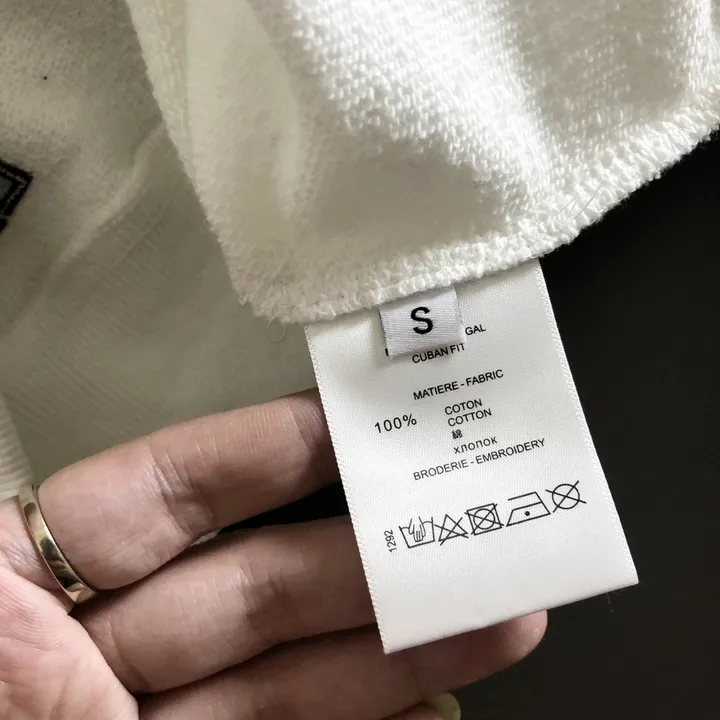 S
GAL
CUBAN FIT
MATIERE - FABRIC
100% COTON
COTTON
綿
ХЛОПОК
BRODERIE - EMBROIDERY
1292